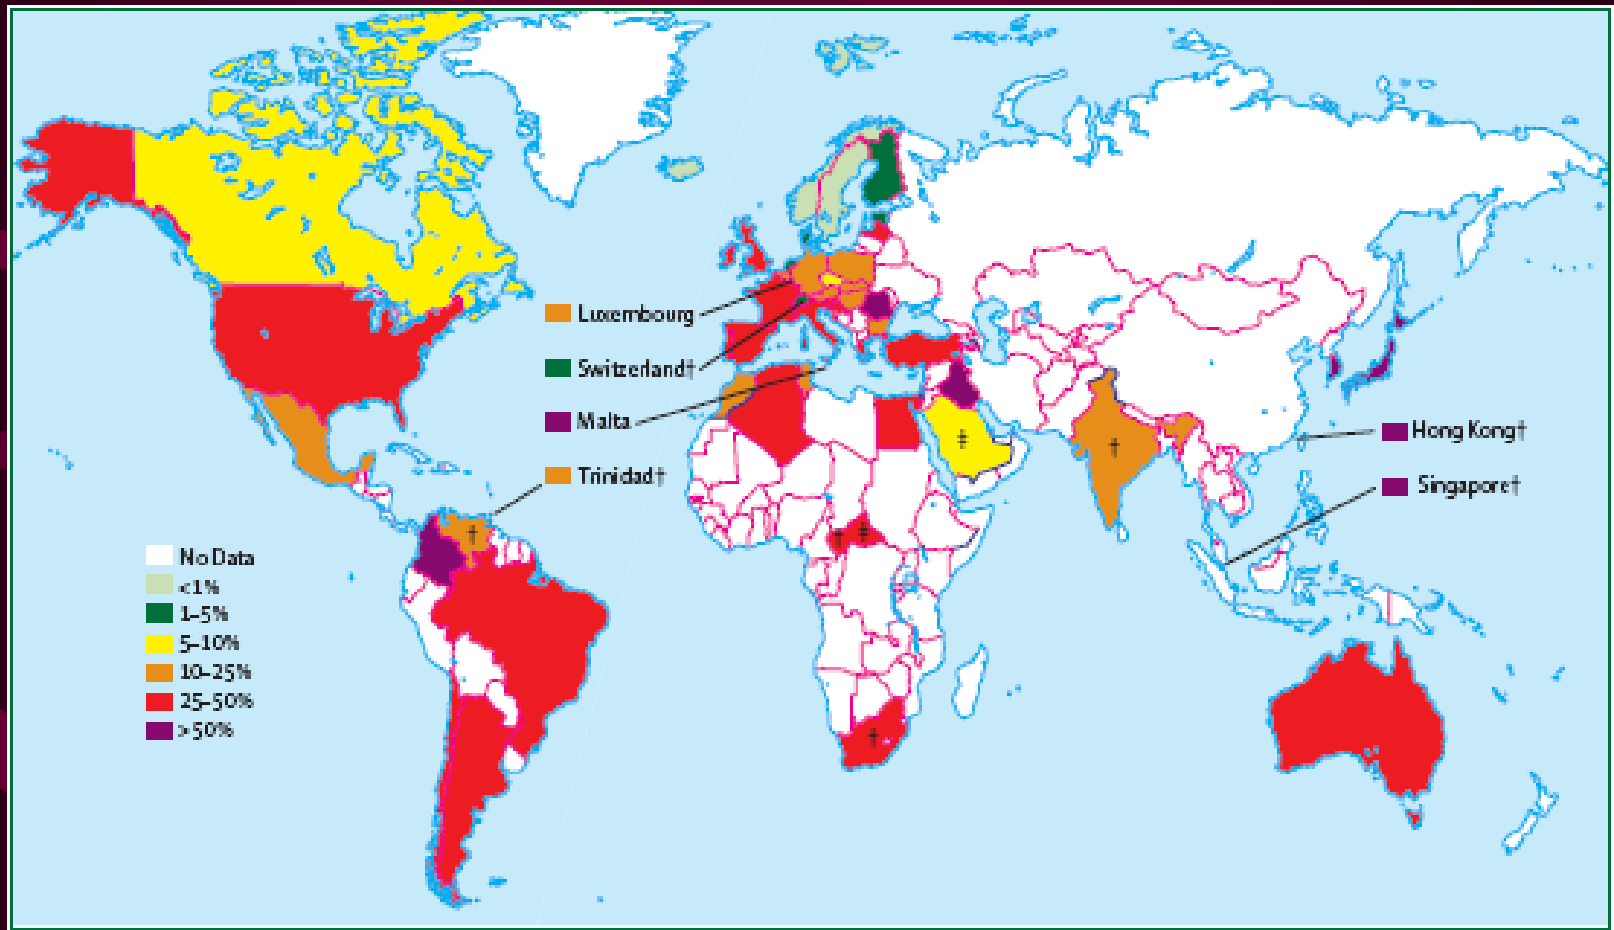 Luxembourg
Switzerland†
Malta
Trinidad†
Hong Kong†
Singapore†
‡
†
†
†
‡
†
No Data
<1%
1–5%
5–10%
10–25%
25–50%
>50%